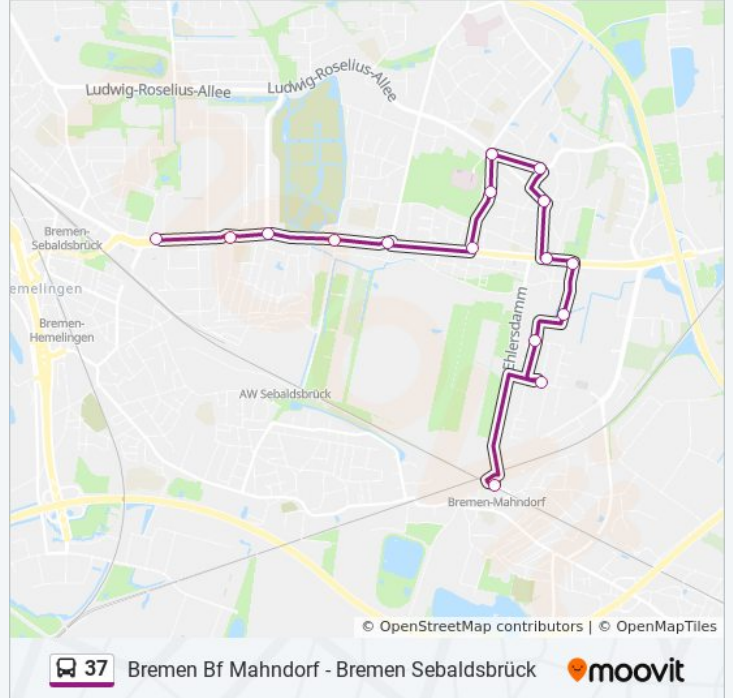 Ludwig-Roselius-Allee
Ludwig-Roselius-Allee
Bremen-
Sebaldsbrück
emelingen
Bremen-
Hemelingen
Ehlersdamm
AW Sebaldsbrück
Bremen-Mahndorf
© OpenStreetMap contributors | © OpenMapTiles
37 Bremen Bf Mahndorf - Bremen Sebaldsbrück moovit